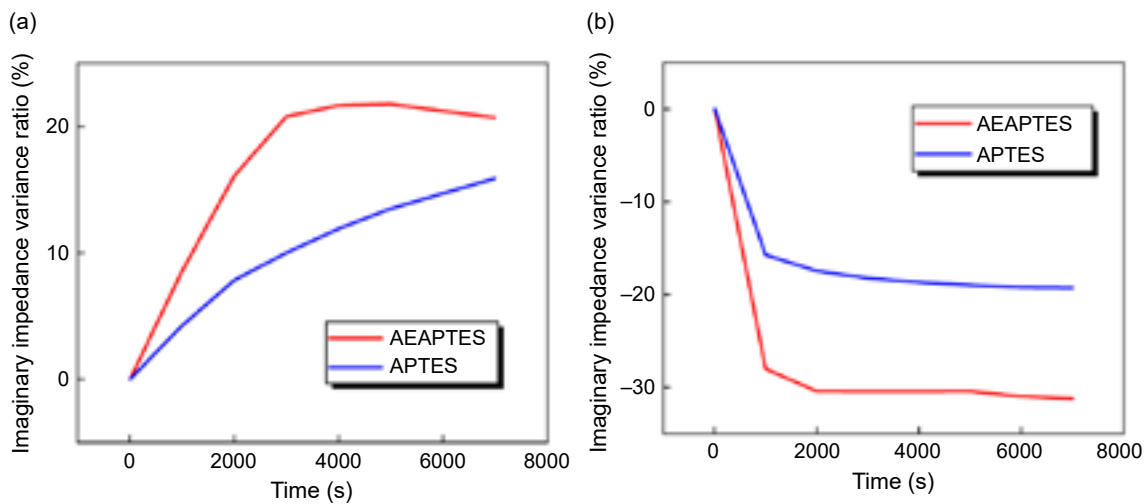 (a)
Imaginary impedance variance ratio (%)
20
10
0
AEAPTES
APTES
0 2000 4000 6000 8000
Time (s)
(b)
Imaginary impedance variance ratio (%)
0
–10
–20
–30
AEAPTES
APTES
0 2000 4000 6000 8000
Time (s)